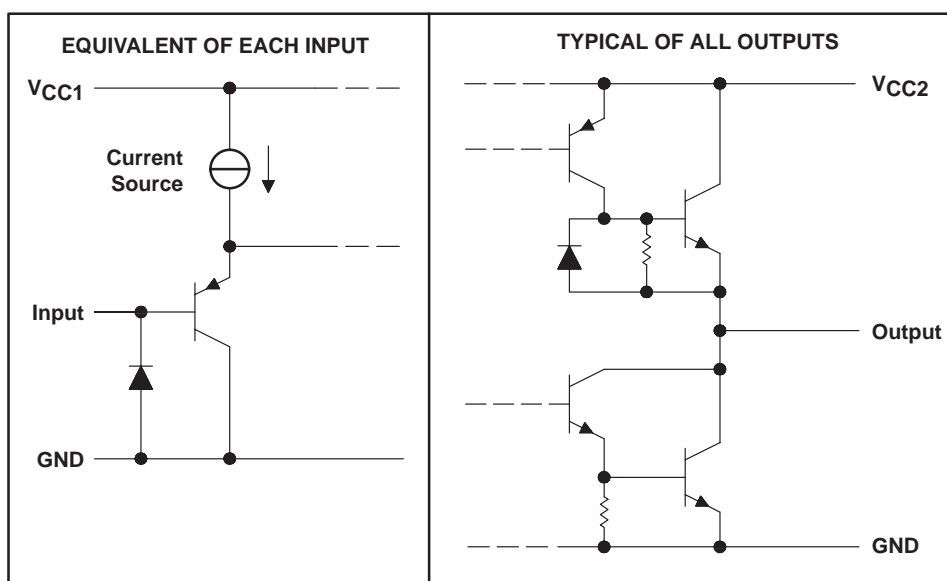 EQUIVALENT OF EACH INPUT
VCC1
Current
Source
Input
GND
TYPICAL OF ALL OUTPUTS
VCC2
Output
GND